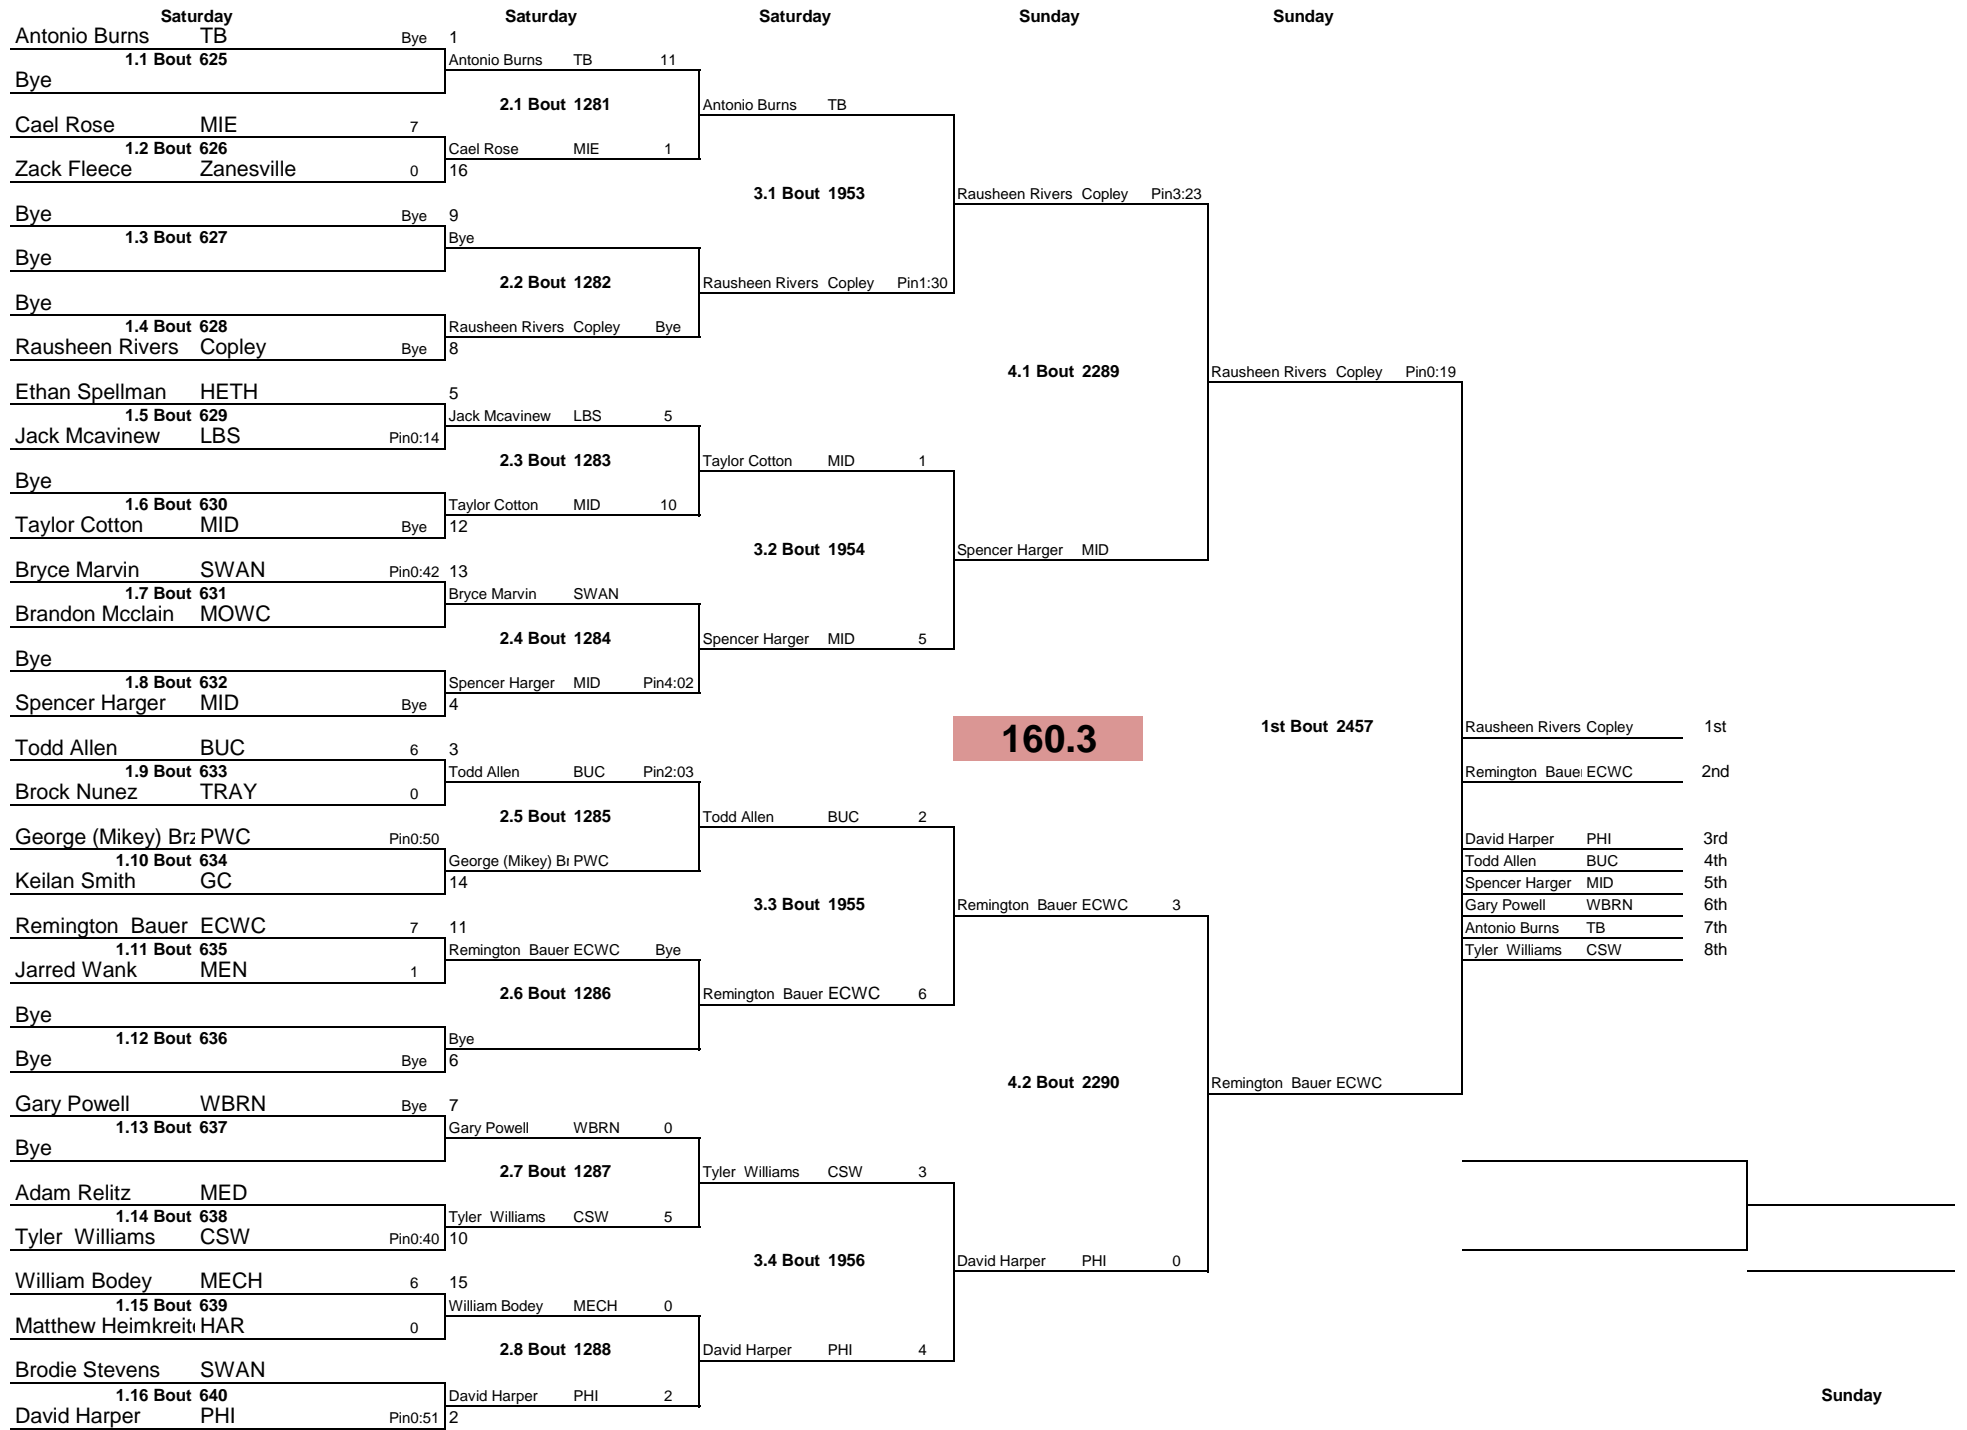 Saturday Saturday Saturday Sunday Sunday
Antonio Burns TB Bye 1
1.1 Bout 625 Antonio Burns TB 11
Bye
2.1 Bout 1281 Antonio Burns TB
Cael Rose MIE 7
1.2 Bout 626 Cael Rose MIE 1
Zack Fleece Zanesville 0 16
3.1 Bout 1953 Rausheen Rivers Copley Pin3:23
Bye Bye 9
1.3 Bout 627 Bye
Bye
2.2 Bout 1282 Rausheen Rivers Copley Pin1:30
Bye
1.4 Bout 628 Rausheen Rivers Copley Bye
Rausheen Rivers Copley Bye 8
4.1 Bout 2289 Rausheen Rivers Copley Pin0:19
Ethan Spellman HETH 5
1.5 Bout 629 Jack Mcavinew LBS 5
Jack Mcavinew LBS Pin0:14
2.3 Bout 1283 Taylor Cotton MID 1
Bye
1.6 Bout 630 Taylor Cotton MID 10
Taylor Cotton MID Bye 12
3.2 Bout 1954 Spencer Harger MID
Bryce Marvin SWAN Pin0:42 13
1.7 Bout 631 Bryce Marvin SWAN
Brandon Mcclain MOWC
2.4 Bout 1284 Spencer Harger MID 5
Bye
1.8 Bout 632 Spencer Harger MID Pin4:02
Spencer Harger MID Bye 4
160.3 1st Bout 2457 Rausheen Rivers Copley 1st
Todd Allen BUC 6 3
1.9 Bout 633 Todd Allen BUC Pin2:03 Remington Bauer ECWC 2nd
Brock Nunez TRAY 0
2.5 Bout 1285 Todd Allen BUC 2
George (Mikey) Brz PWC Pin0:50 David Harper PHI 3rd
1.10 Bout 634 George (Mikey) Br PWC Todd Allen BUC 4th
Keilan Smith GC 14 Spencer Harger MID 5th
3.3 Bout 1955 Remington Bauer ECWC 3 Gary Powell WBRN 6th
Remington Bauer ECWC 7 11 Antonio Burns TB 7th
1.11 Bout 635 Remington Bauer ECWC Bye Tyler Williams CSW 8th
Jarred Wank MEN 1
2.6 Bout 1286 Remington Bauer ECWC 6
Bye
1.12 Bout 636 Bye
Bye Bye 6
4.2 Bout 2290 Remington Bauer ECWC
Gary Powell WBRN Bye 7
1.13 Bout 637 Gary Powell WBRN 0
Bye
2.7 Bout 1287 Tyler Williams CSW 3
Adam Relitz MED
1.14 Bout 638 Tyler Williams CSW 5
Tyler Williams CSW Pin0:40 10
3.4 Bout 1956 David Harper PHI 0
William Bodey MECH 6 15
1.15 Bout 639 William Bodey MECH 0
Matthew Heimkreit HAR 0
2.8 Bout 1288 David Harper PHI 4
Brodie Stevens SWAN
1.16 Bout 640 David Harper PHI 2 Sunday
David Harper PHI Pin0:51 2